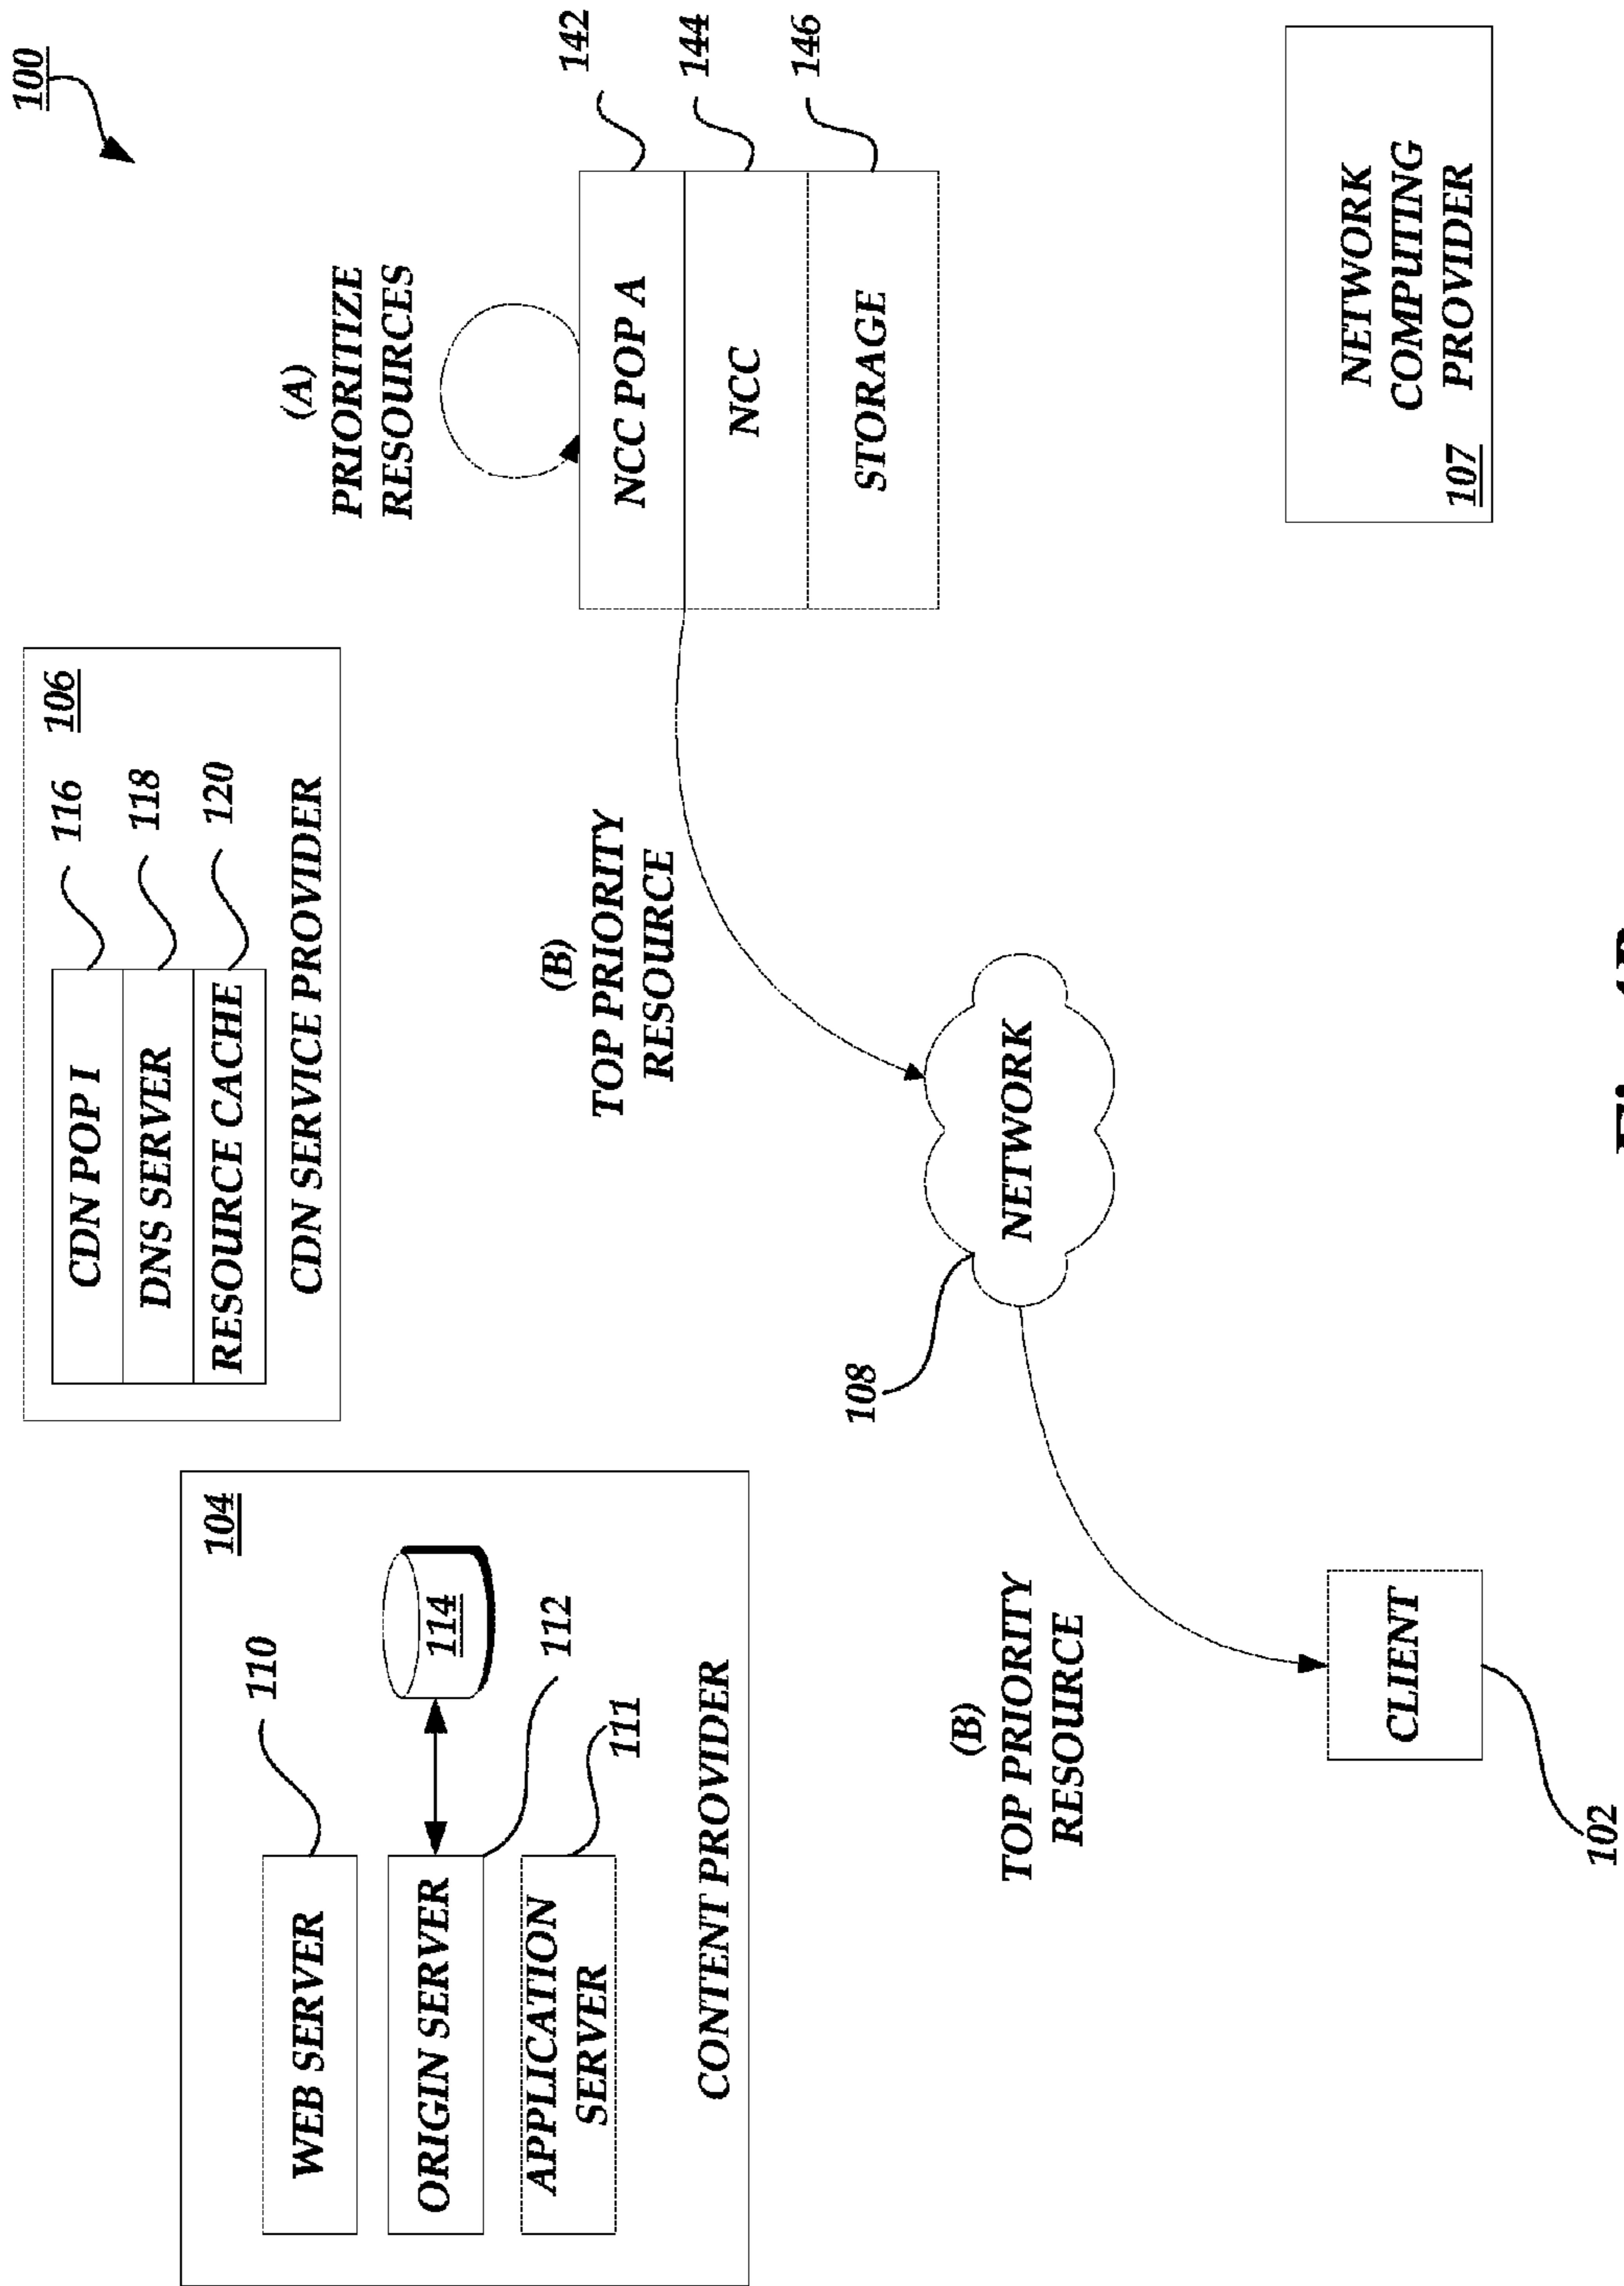 100
104
WEB SERVER
110
ORIGIN SERVER
114
112
APPLICATION
SERVER
111
CONTENT PROVIDER
106
CDN POP I
116
DNS SERVER
118
RESOURCE CACHE
120
CDN SERVICE PROVIDER
(A)
PRIORITIZE
RESOURCES
NCC POP A
142
NCC
144
STORAGE
146
(B)
TOP PRIORITY
RESOURCE
108
NETWORK
(B)
TOP PRIORITY
RESOURCE
CLIENT
102
NETWORK
COMPUTING
PROVIDER
107